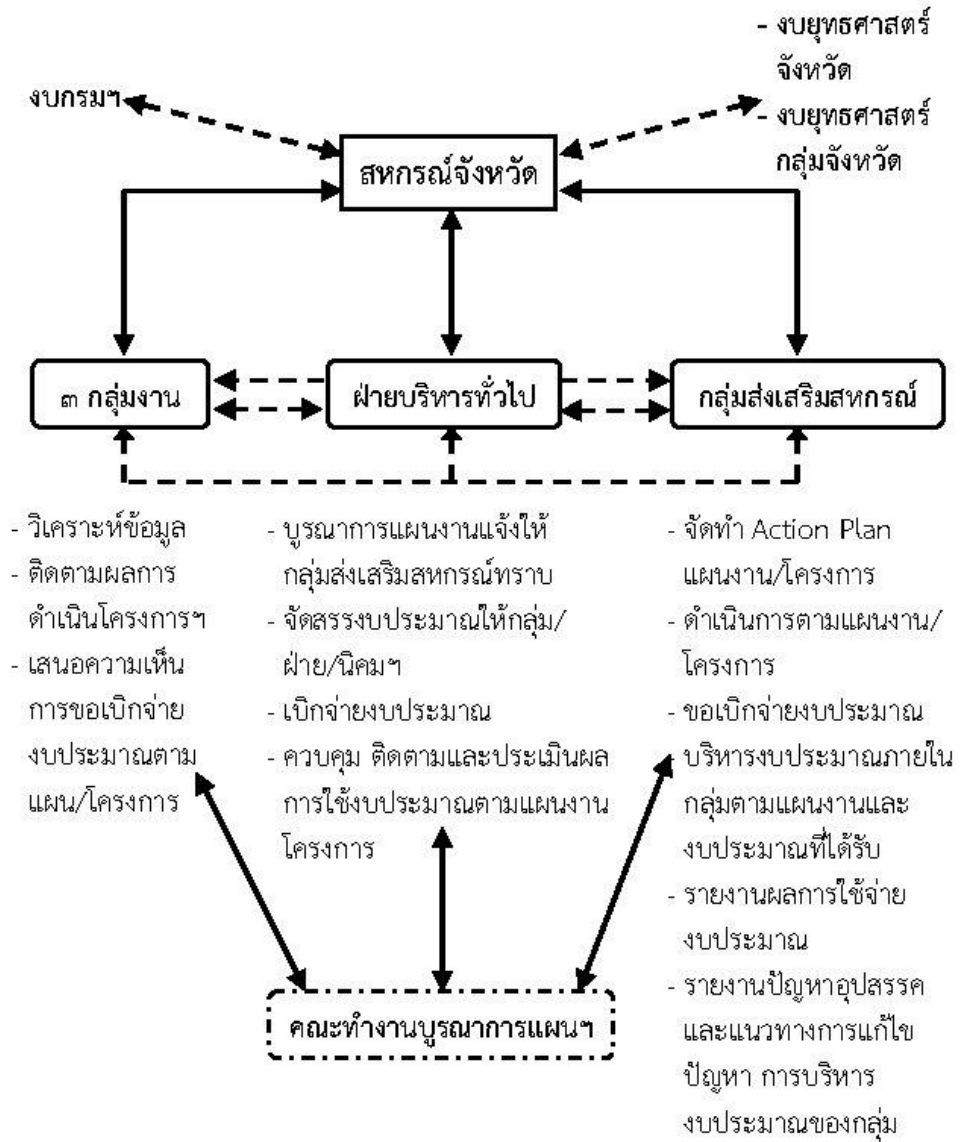 - งบยุทธศาสตร์
จังหวัด
- งบยุทธศาสตร์
กลุ่มจังหวัด
งบกรมฯ
สหกรณ์จังหวัด
๓ กลุ่มงาน
ฝ่ายบริหารทั่วไป
กลุ่มส่งเสริมสหกรณ์
- วิเคราะห์ข้อมูล
- ติดตามผลการ
ดำเนินโครงการฯ
- เสนอความเห็น
การขอเบิกจ่าย
งบประมาณตาม
แผน/โครงการ
- บูรณาการแผนงานแจ้งให้
กลุ่มส่งเสริมสหกรณ์ทราบ
- จัดสรรงบประมาณให้กลุ่ม/
ฝ่าย/นิคมฯ
- เบิกจ่ายงบประมาณ
- ควบคุม ติดตามและประเมินผล
การใช้งบประมาณตามแผนงาน
โครงการ
- จัดทำ Action Plan
แผนงาน/โครงการ
- ดำเนินการตามแผนงาน/
โครงการ
- ขอเบิกจ่ายงบประมาณ
- บริหารงบประมาณภายใน
กลุ่มตามแผนงานและ
งบประมาณที่ได้รับ
- รายงานผลการใช้จ่าย
งบประมาณ
- รายงานปัญหาอุปสรรค
และแนวทางการแก้ไข
ปัญหา การบริหาร
งบประมาณของกลุ่ม
คณะทำงานบูรณาการแผนฯ